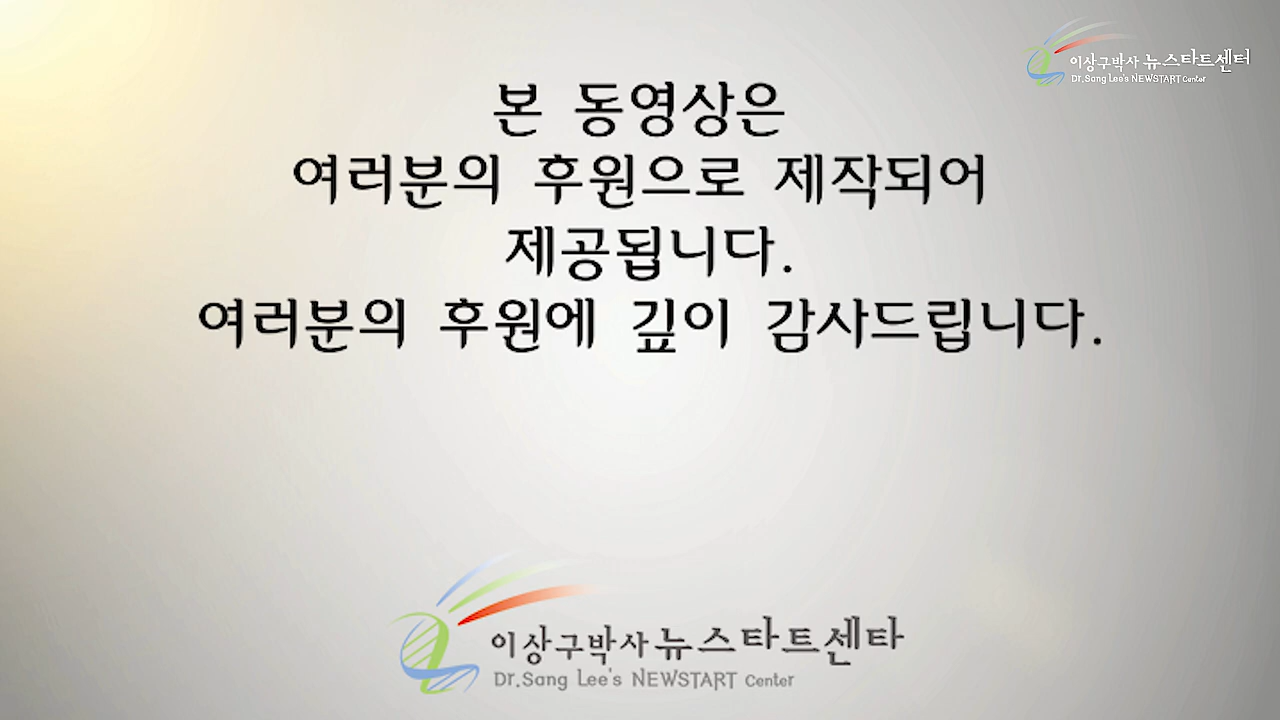 이상구박사 뉴스타트센터
Dr.Sang Lee's NEWSTART Center
본 동영상은
여러분의 후원으로 제작되어
제공됩니다.
여러분의 후원에 깊이 감사드립니다.
이상구박사 뉴스타트센타
Dr.Sang Lee's NEWSTART Center